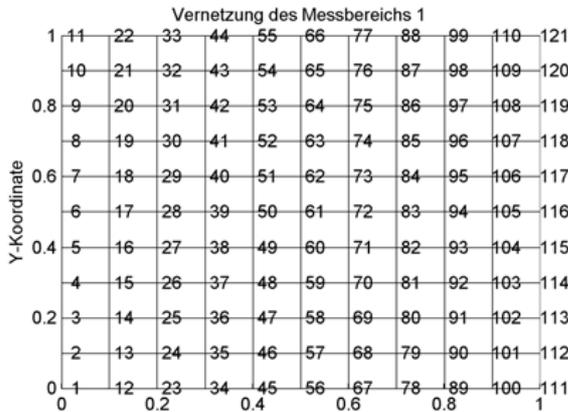 Vernetzung des Messbereichs 1
1 11 22 33 44 55 66 77 88 99 110 121
10 21 32 43 54 65 76 87 98 109 120
0.8 9 20 31 42 53 64 75 86 97 108 119
8 19 30 41 52 63 74 85 96 107 118
0.6 7 18 29 40 51 62 73 84 95 106 117
Y-Koordinate
6 17 28 39 50 61 72 83 94 105 116
0.4 5 16 27 38 49 60 71 82 93 104 115
4 15 26 37 48 59 70 81 92 103 114
0.2 3 14 25 36 47 58 69 80 91 102 113
2 13 24 35 46 57 68 79 90 101 112
0 1 12 23 34 45 56 67 78 89 100 111
0 0.2 0.4 0.6 0.8 1